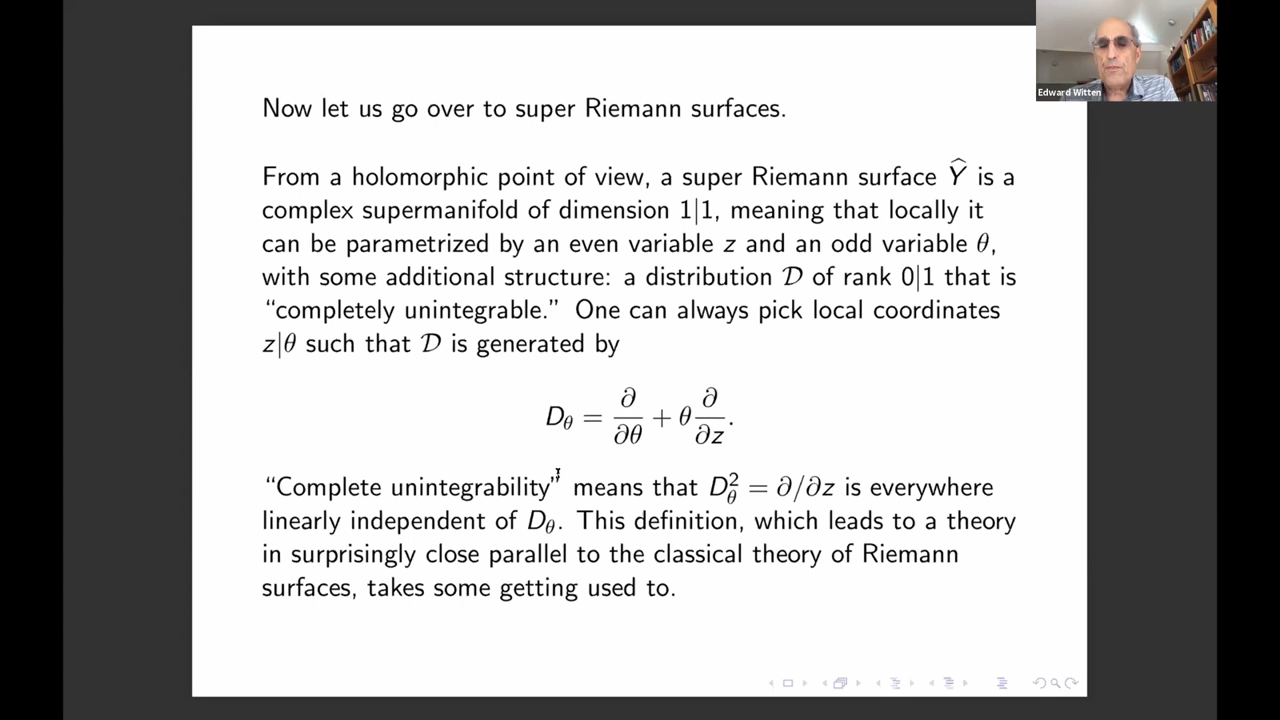 Edward Witten
Now let us go over to super Riemann surfaces.
From a holomorphic point of view, a super Riemann surface Ŷ is a
complex supermanifold of dimension 1|1, meaning that locally it
can be parametrized by an even variable z and an odd variable θ,
with some additional structure: a distribution 𝒟 of rank 0|1 that is
“completely unintegrable.” One can always pick local coordinates
z|θ such that 𝒟 is generated by
D_θ = ∂/∂θ + θ ∂/∂z.
“Complete unintegrability” means that D_θ² = ∂/∂z is everywhere
linearly independent of D_θ. This definition, which leads to a theory
in surprisingly close parallel to the classical theory of Riemann
surfaces, takes some getting used to.